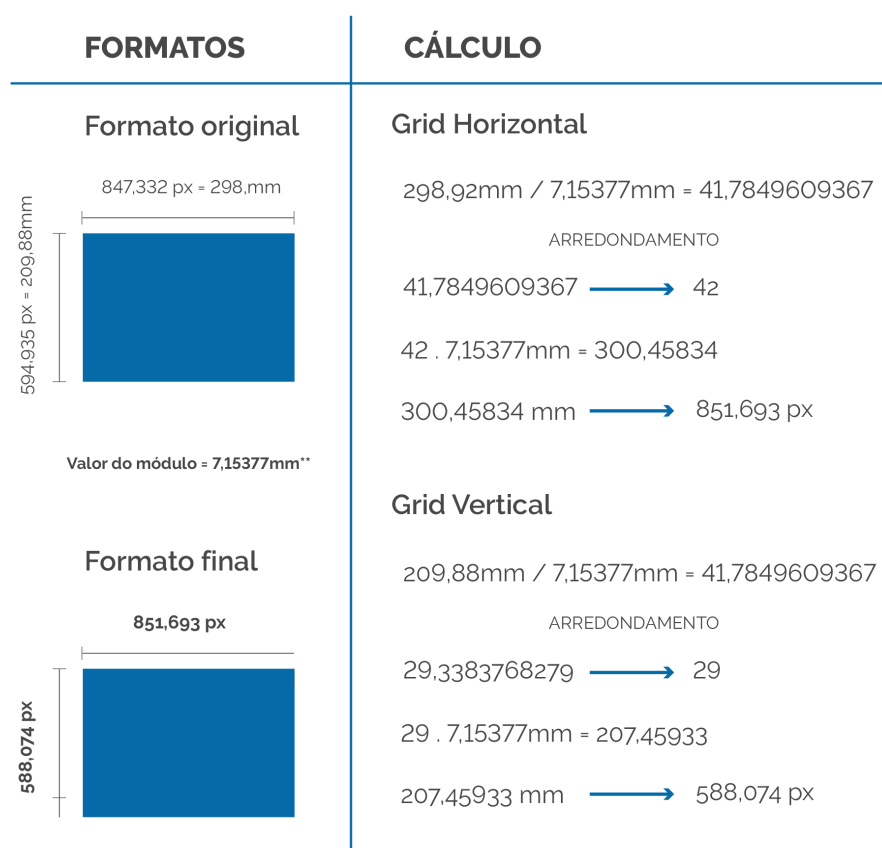 FORMATOS
CÁLCULO
Formato original
847,332 px = 298,mm
594,935 px = 209,88mm
Valor do módulo = 7,15377mm**
Formato final
851,693 px
588,074 px
Grid Horizontal
298,92mm / 7,15377mm = 41,7849609367
ARREDONDAMENTO
41,7849609367 42
42 . 7,15377mm = 300,45834
300,45834 mm 851,693 px
Grid Vertical
209,88mm / 7,15377mm = 41,7849609367
ARREDONDAMENTO
29,3383768279 29
29 . 7,15377mm = 207,45933
207,45933 mm 588,074 px